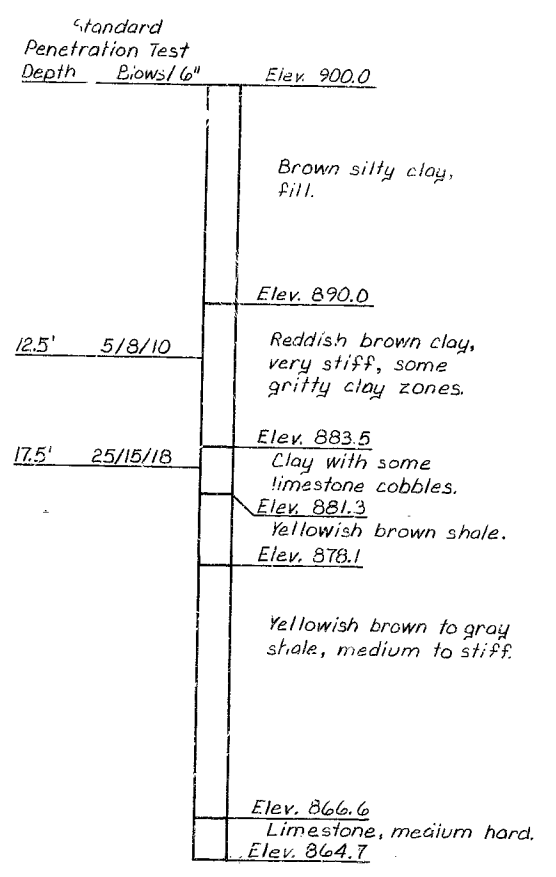 Standard
Penetration Test
Depth Blows/6" Elev. 900.0
Brown silty clay,
fill.
Elev. 890.0
12.5' 5/8/10
Reddish brown clay,
very stiff, some
gritty clay zones.
Elev. 883.5
17.5' 25/15/18
Clay with some
limestone cobbles.
Elev. 881.3
Yellowish brown shale.
Elev. 878.1
Yellowish brown to gray
shale, medium to stiff.
Elev. 866.6
Limestone, medium hard.
Elev. 864.7